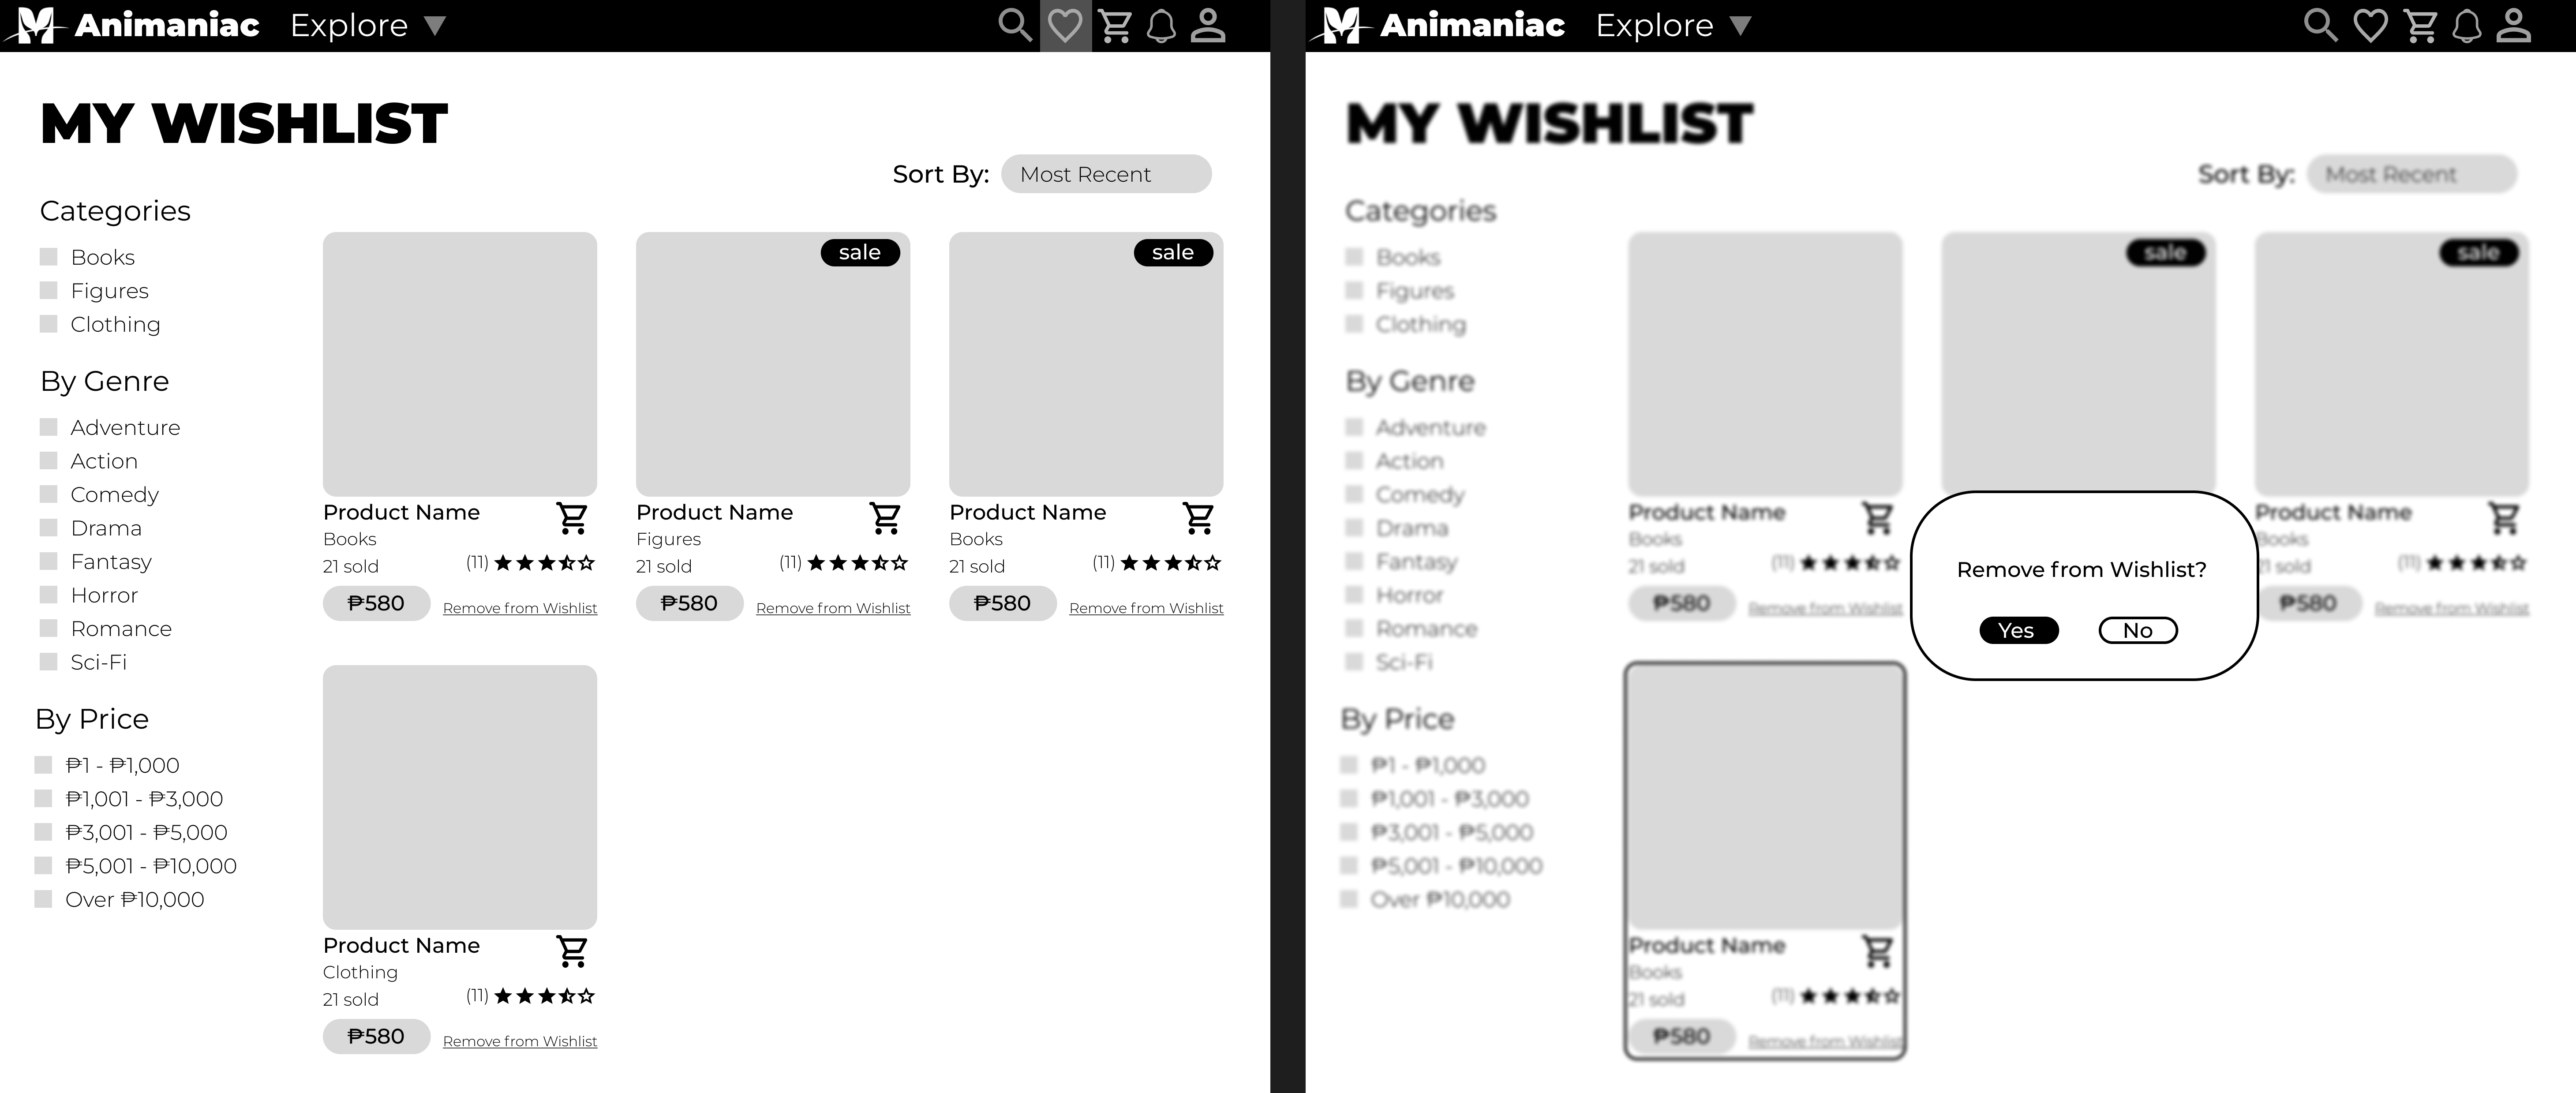 Animaniac Explore
MY WISHLIST
Sort By: Most Recent
Categories
Books
Figures
Clothing
By Genre
Adventure
Action
Comedy
Drama
Fantasy
Horror
Romance
Sci-Fi
By Price
₱1 - ₱1,000
₱1,001 - ₱3,000
₱3,001 - ₱5,000
₱5,001 - ₱10,000
Over ₱10,000
Product Name
Books
21 sold (11)
₱580 Remove from Wishlist
sale
Product Name
Figures
21 sold (11)
₱580 Remove from Wishlist
sale
Product Name
Books
21 sold (11)
₱580 Remove from Wishlist
Product Name
Clothing
21 sold (11)
₱580 Remove from Wishlist
Animaniac Explore
MY WISHLIST
Sort By: Most Recent
Categories
Books
Figures
Clothing
By Genre
Adventure
Action
Comedy
Drama
Fantasy
Horror
Romance
Sci-Fi
By Price
₱1 - ₱1,000
₱1,001 - ₱3,000
₱3,001 - ₱5,000
₱5,001 - ₱10,000
Over ₱10,000
Product Name
Books
21 sold (11)
₱580 Remove from Wishlist
sale
sale
Product Name
Books
21 sold (11)
₱580 Remove from Wishlist
Remove from Wishlist?
Yes No
Product Name
Books
21 sold (11)
₱580 Remove from Wishlist